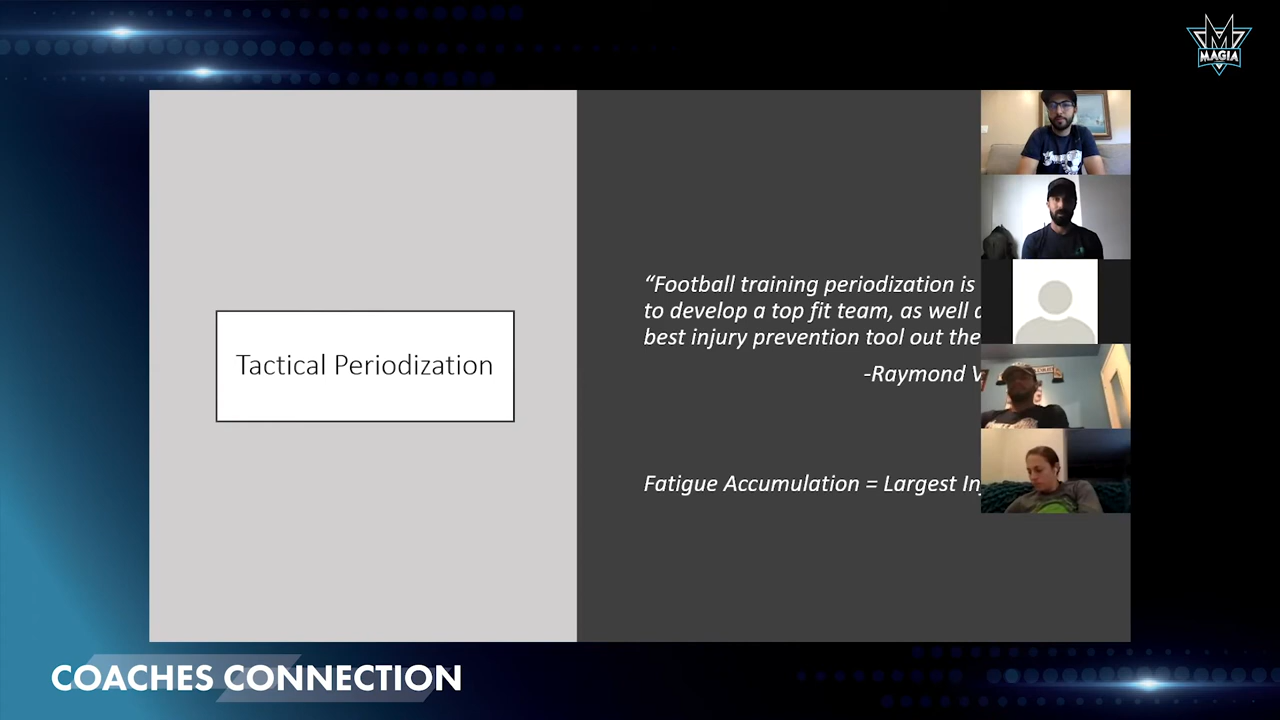 MAGIA
Tactical Periodization
“Football training periodization is
to develop a top fit team, as well
best injury prevention tool out the
-Raymond V
Fatigue Accumulation = Largest In
COACHES CONNECTION